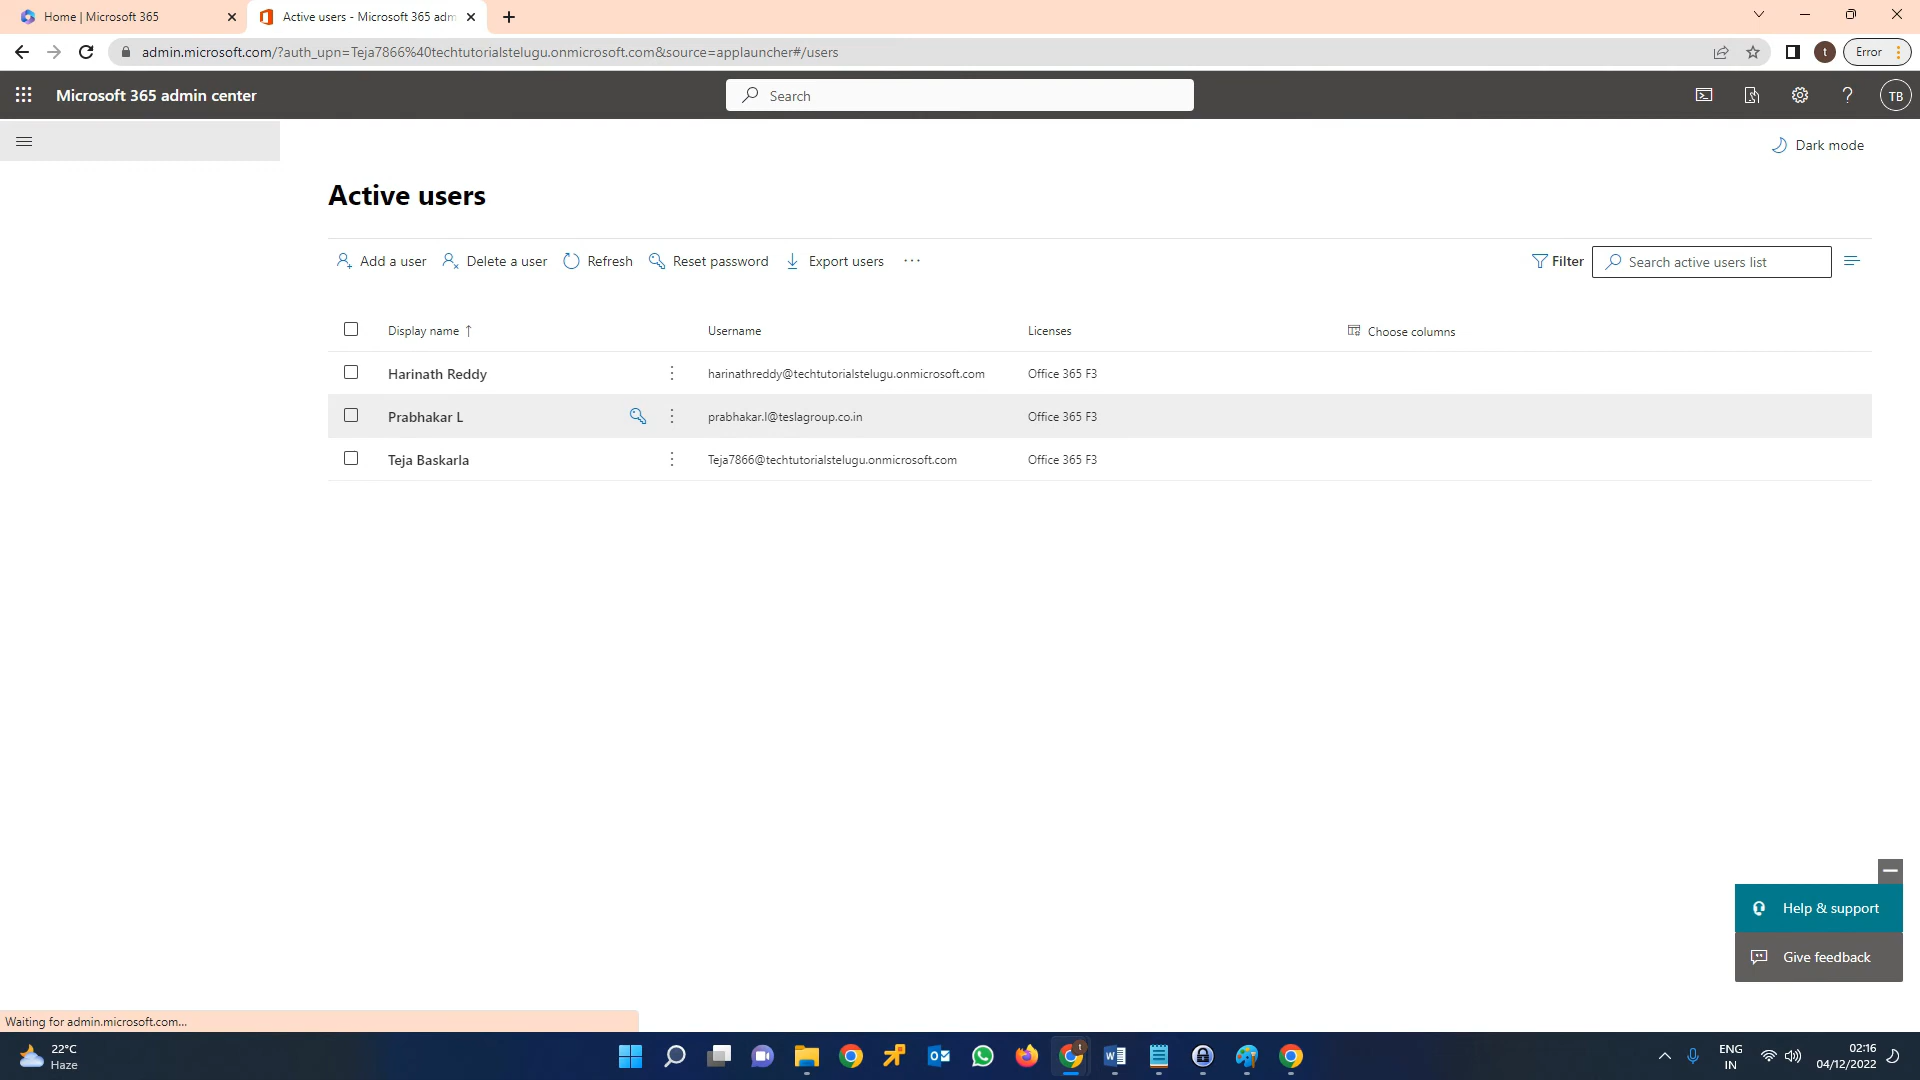 Home | Microsoft 365
Active users - Microsoft 365 adm
admin.microsoft.com/?auth_upn=Teja7866%40techtutorialstelugu.onmicrosoft.com&source=applauncher#/users
t
Error
Microsoft 365 admin center
Search
TB
Dark mode
Active users
Add a user
Delete a user
Refresh
Reset password
Export users
Filter
Search active users list
Display name ↑
Username
Licenses
Choose columns
Harinath Reddy
harinathreddy@techtutorialstelugu.onmicrosoft.com
Office 365 F3
Prabhakar L
prabhakar.l@teslagroup.co.in
Office 365 F3
Teja Baskarla
Teja7866@techtutorialstelugu.onmicrosoft.com
Office 365 F3
Help & support
Give feedback
Waiting for admin.microsoft.com...
22°C
Haze
ENG
IN
02:16
04/12/2022